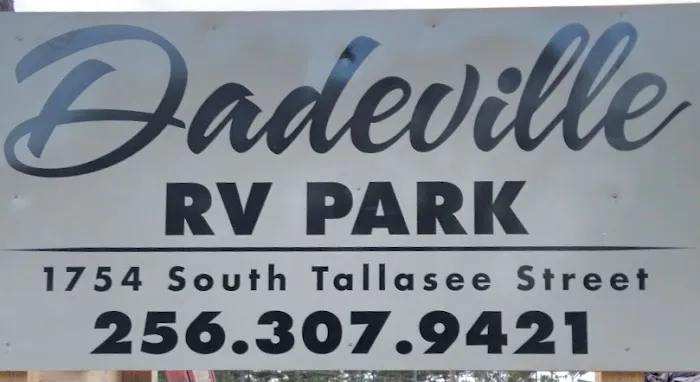 Dadeville
RV PARK
1754 South Tallasee Street
256.307.9421